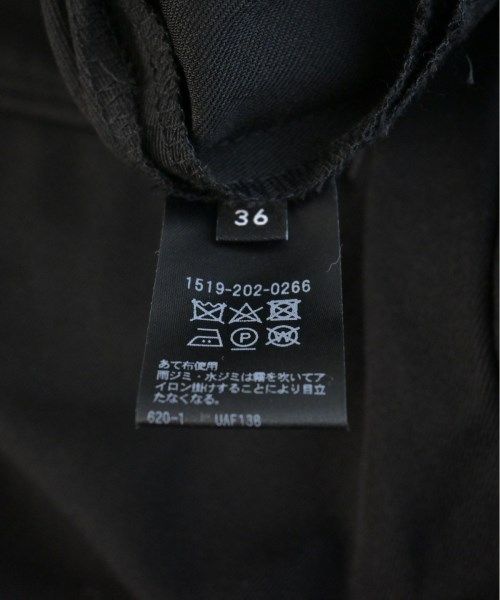 36
1519-202-0266
P W
あて布使用
雨ジミ・水ジミは霧を吹いてア
イロン掛けすることにより目立
たなくなる。
620-1 UAF138